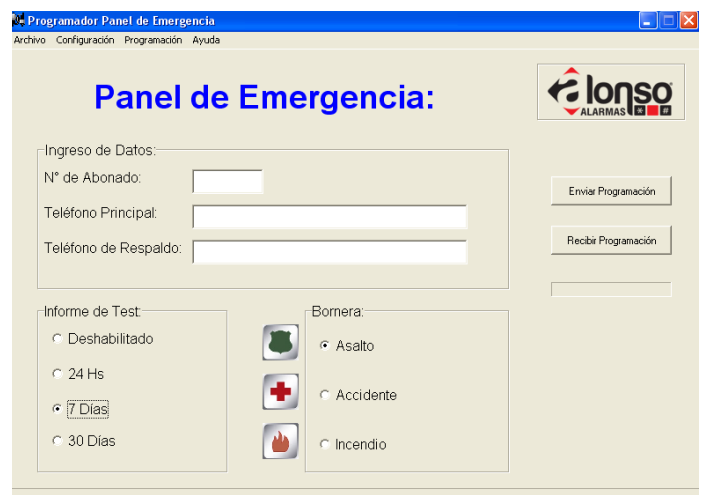 Programador Panel de Emergencia
Archivo Configuración Programación Ayuda
Panel de Emergencia:
alonso
ALARMAS * #
Ingreso de Datos:
N° de Abonado:
Teléfono Principal:
Teléfono de Respaldo:
Enviar Programación
Recibir Programación
Informe de Test:
Deshabilitado
24 Hs
7 Días
30 Días
Bornera:
Asalto
Accidente
Incendio